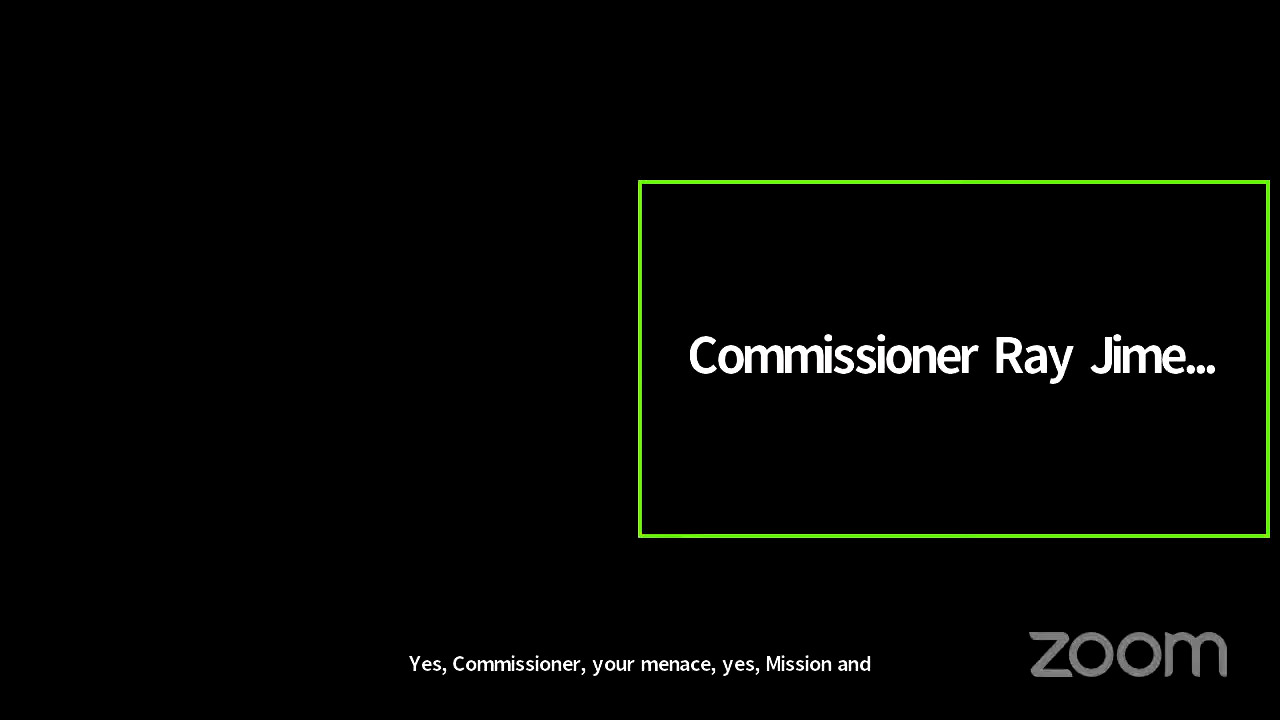 Commissioner Ray Jime...
Yes, Commissioner, your menace, yes, Mission and
zoom